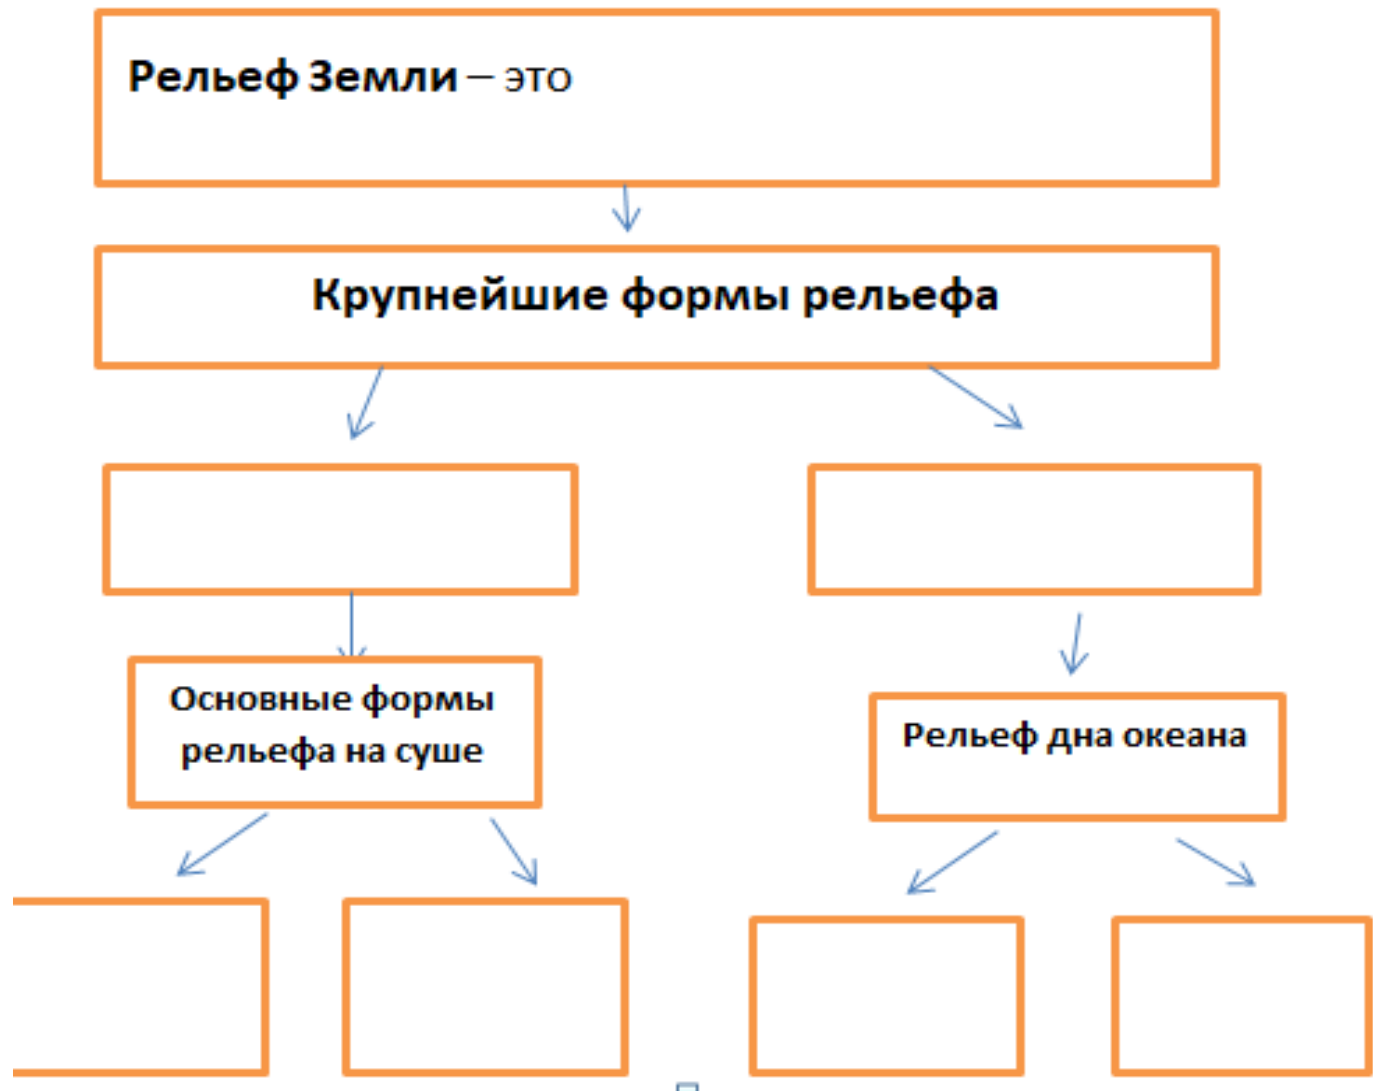 Рельеф Земли – это
Крупнейшие формы рельефа
Основные формы
рельефа на суше
Рельеф дна океана